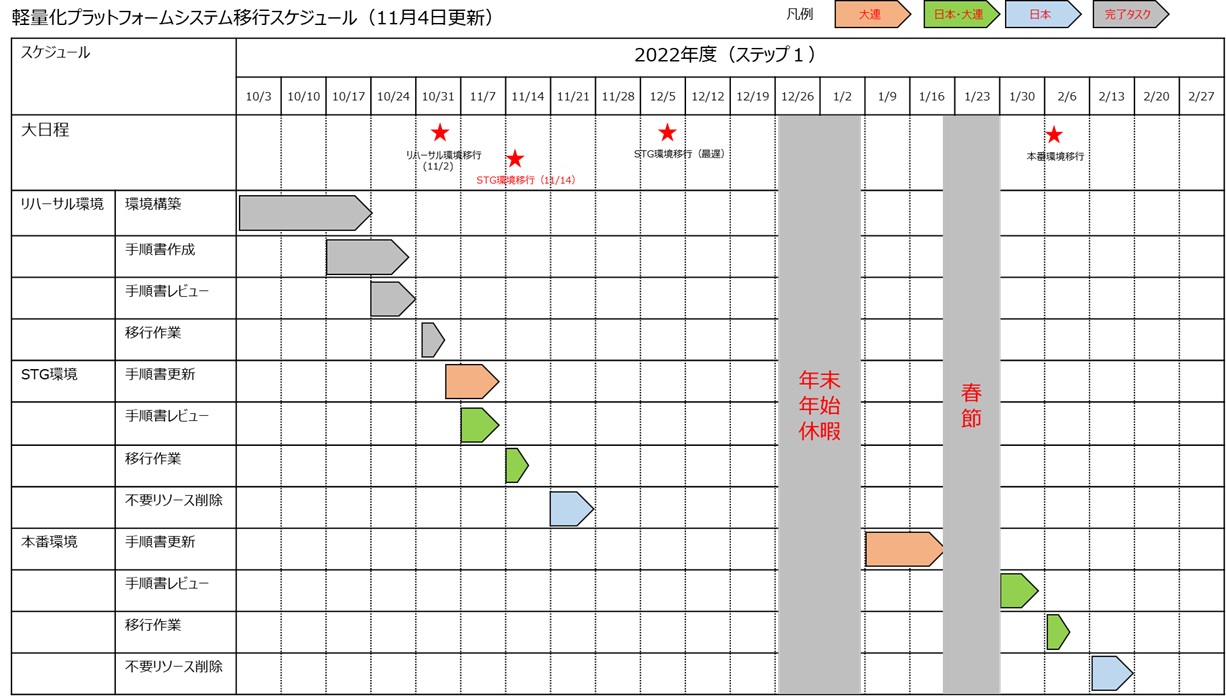 軽量化プラットフォームシステム移行スケジュール（11月4日更新）
凡例
大連
日本・大連
日本
完了タスク
スケジュール
2022年度（ステップ１）
10/3 10/10 10/17 10/24 10/31 11/7 11/14 11/21 11/28 12/5 12/12 12/19 12/26 1/2 1/9 1/16 1/23 1/30 2/6 2/13 2/20 2/27
大日程
リハーサル環境移行
(11/2)
STG環境移行（11/14）
STG環境移行（最遅）
本番環境移行
リハーサル環境 環境構築
手順書作成
手順書レビュー
移行作業
STG環境 手順書更新
手順書レビュー
移行作業
不要リソース削除
本番環境 手順書更新
手順書レビュー
移行作業
不要リソース削除
年末
年始
休暇
春
節